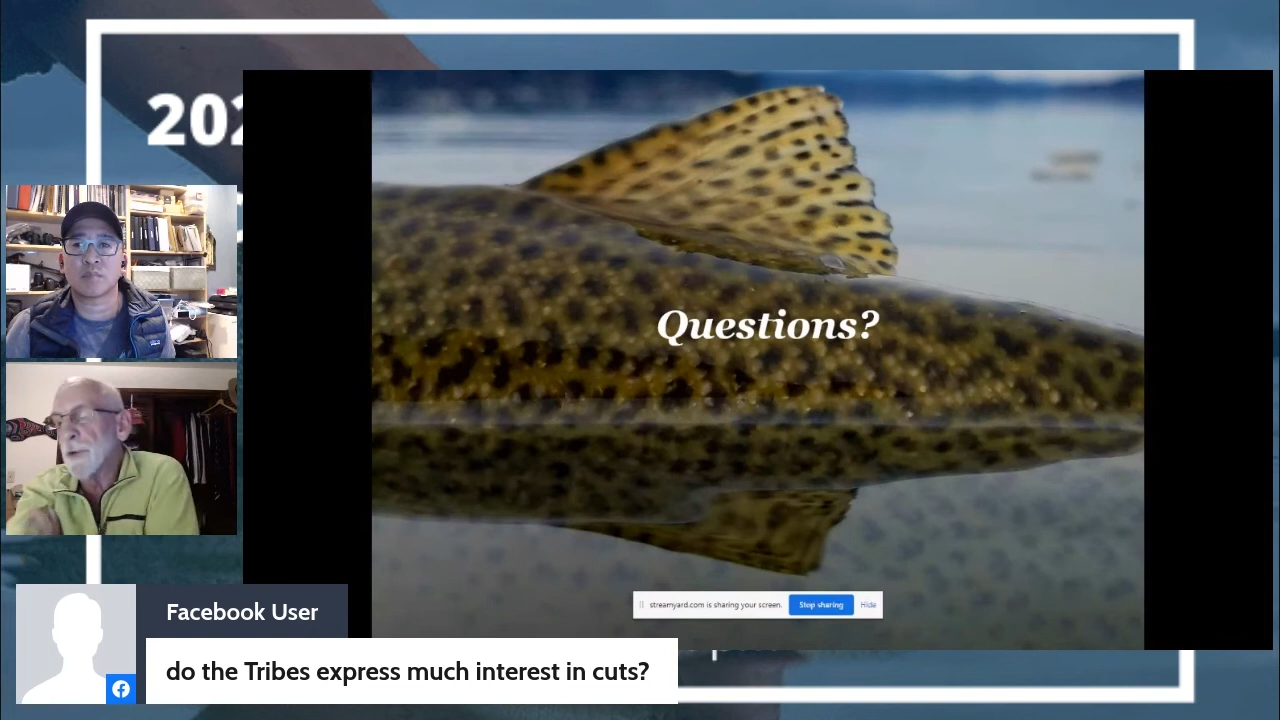 202
Questions?
streamyard.com is sharing your screen.
Stop sharing
Hide
Facebook User
do the Tribes express much interest in cuts?